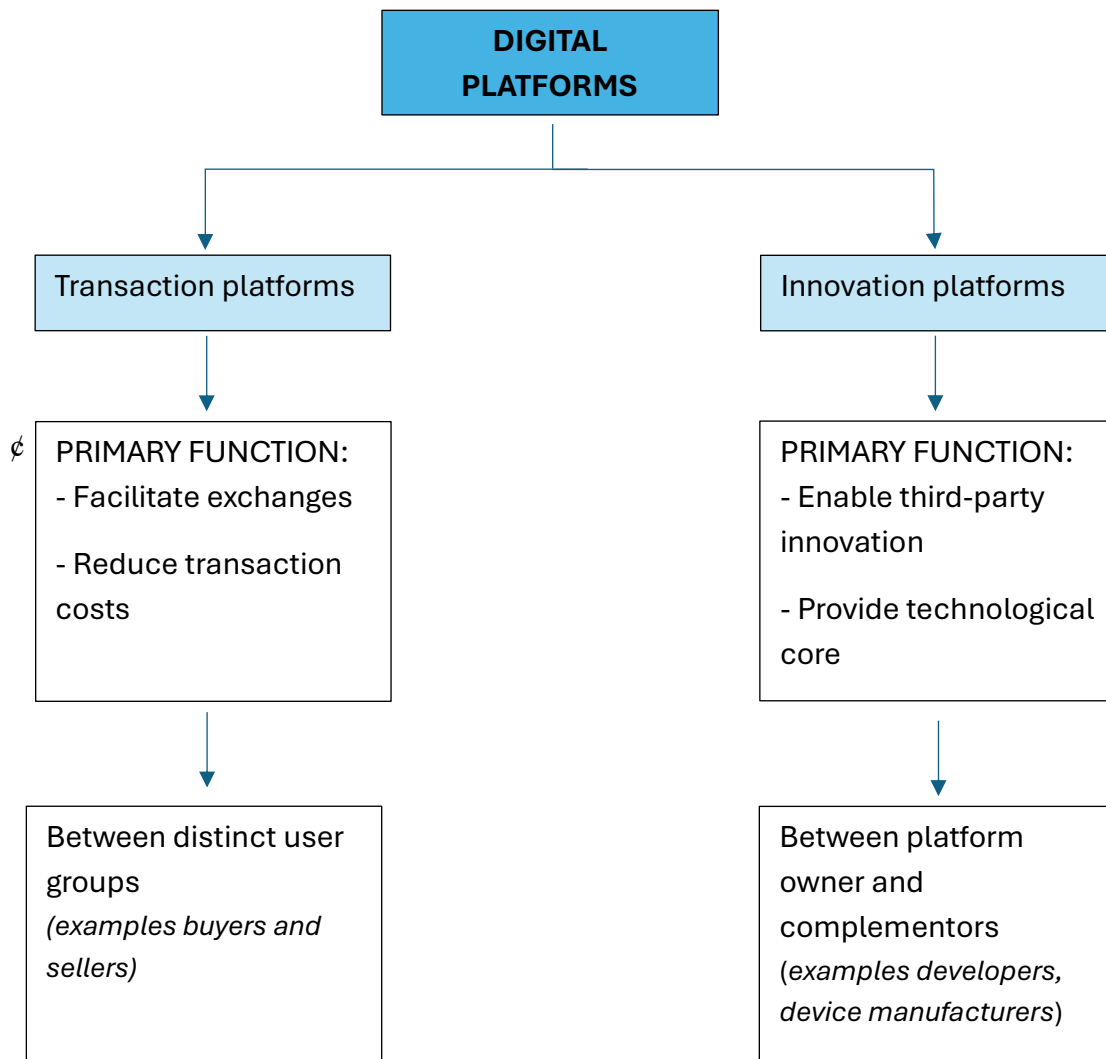 DIGITAL
PLATFORMS
Transaction platforms
Innovation platforms
¢
PRIMARY FUNCTION:
- Facilitate exchanges
- Reduce transaction
costs
PRIMARY FUNCTION:
- Enable third-party
innovation
- Provide technological
core
Between distinct user
groups
(examples buyers and
sellers)
Between platform
owner and
complementors
(examples developers,
device manufacturers)